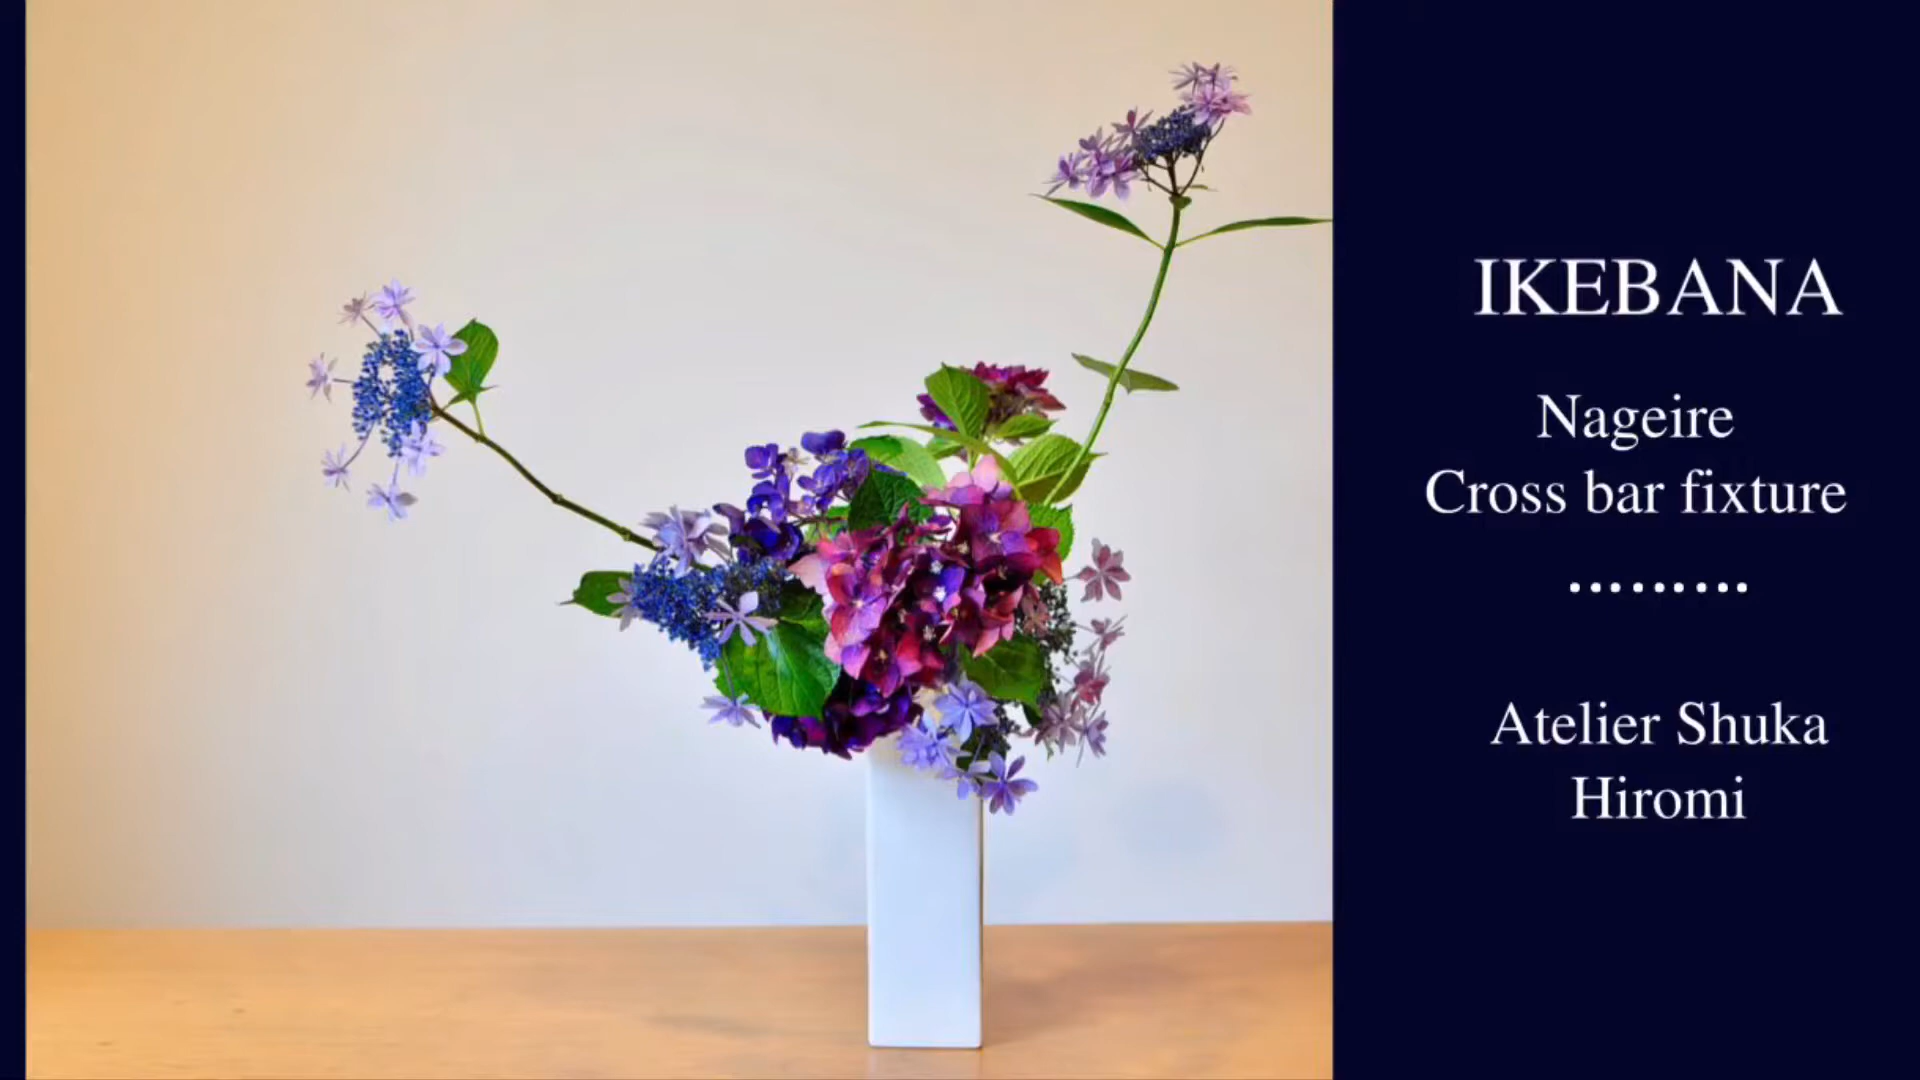 IKEBANA
Nageire
Cross bar fixture
.........
Atelier Shuka
Hiromi